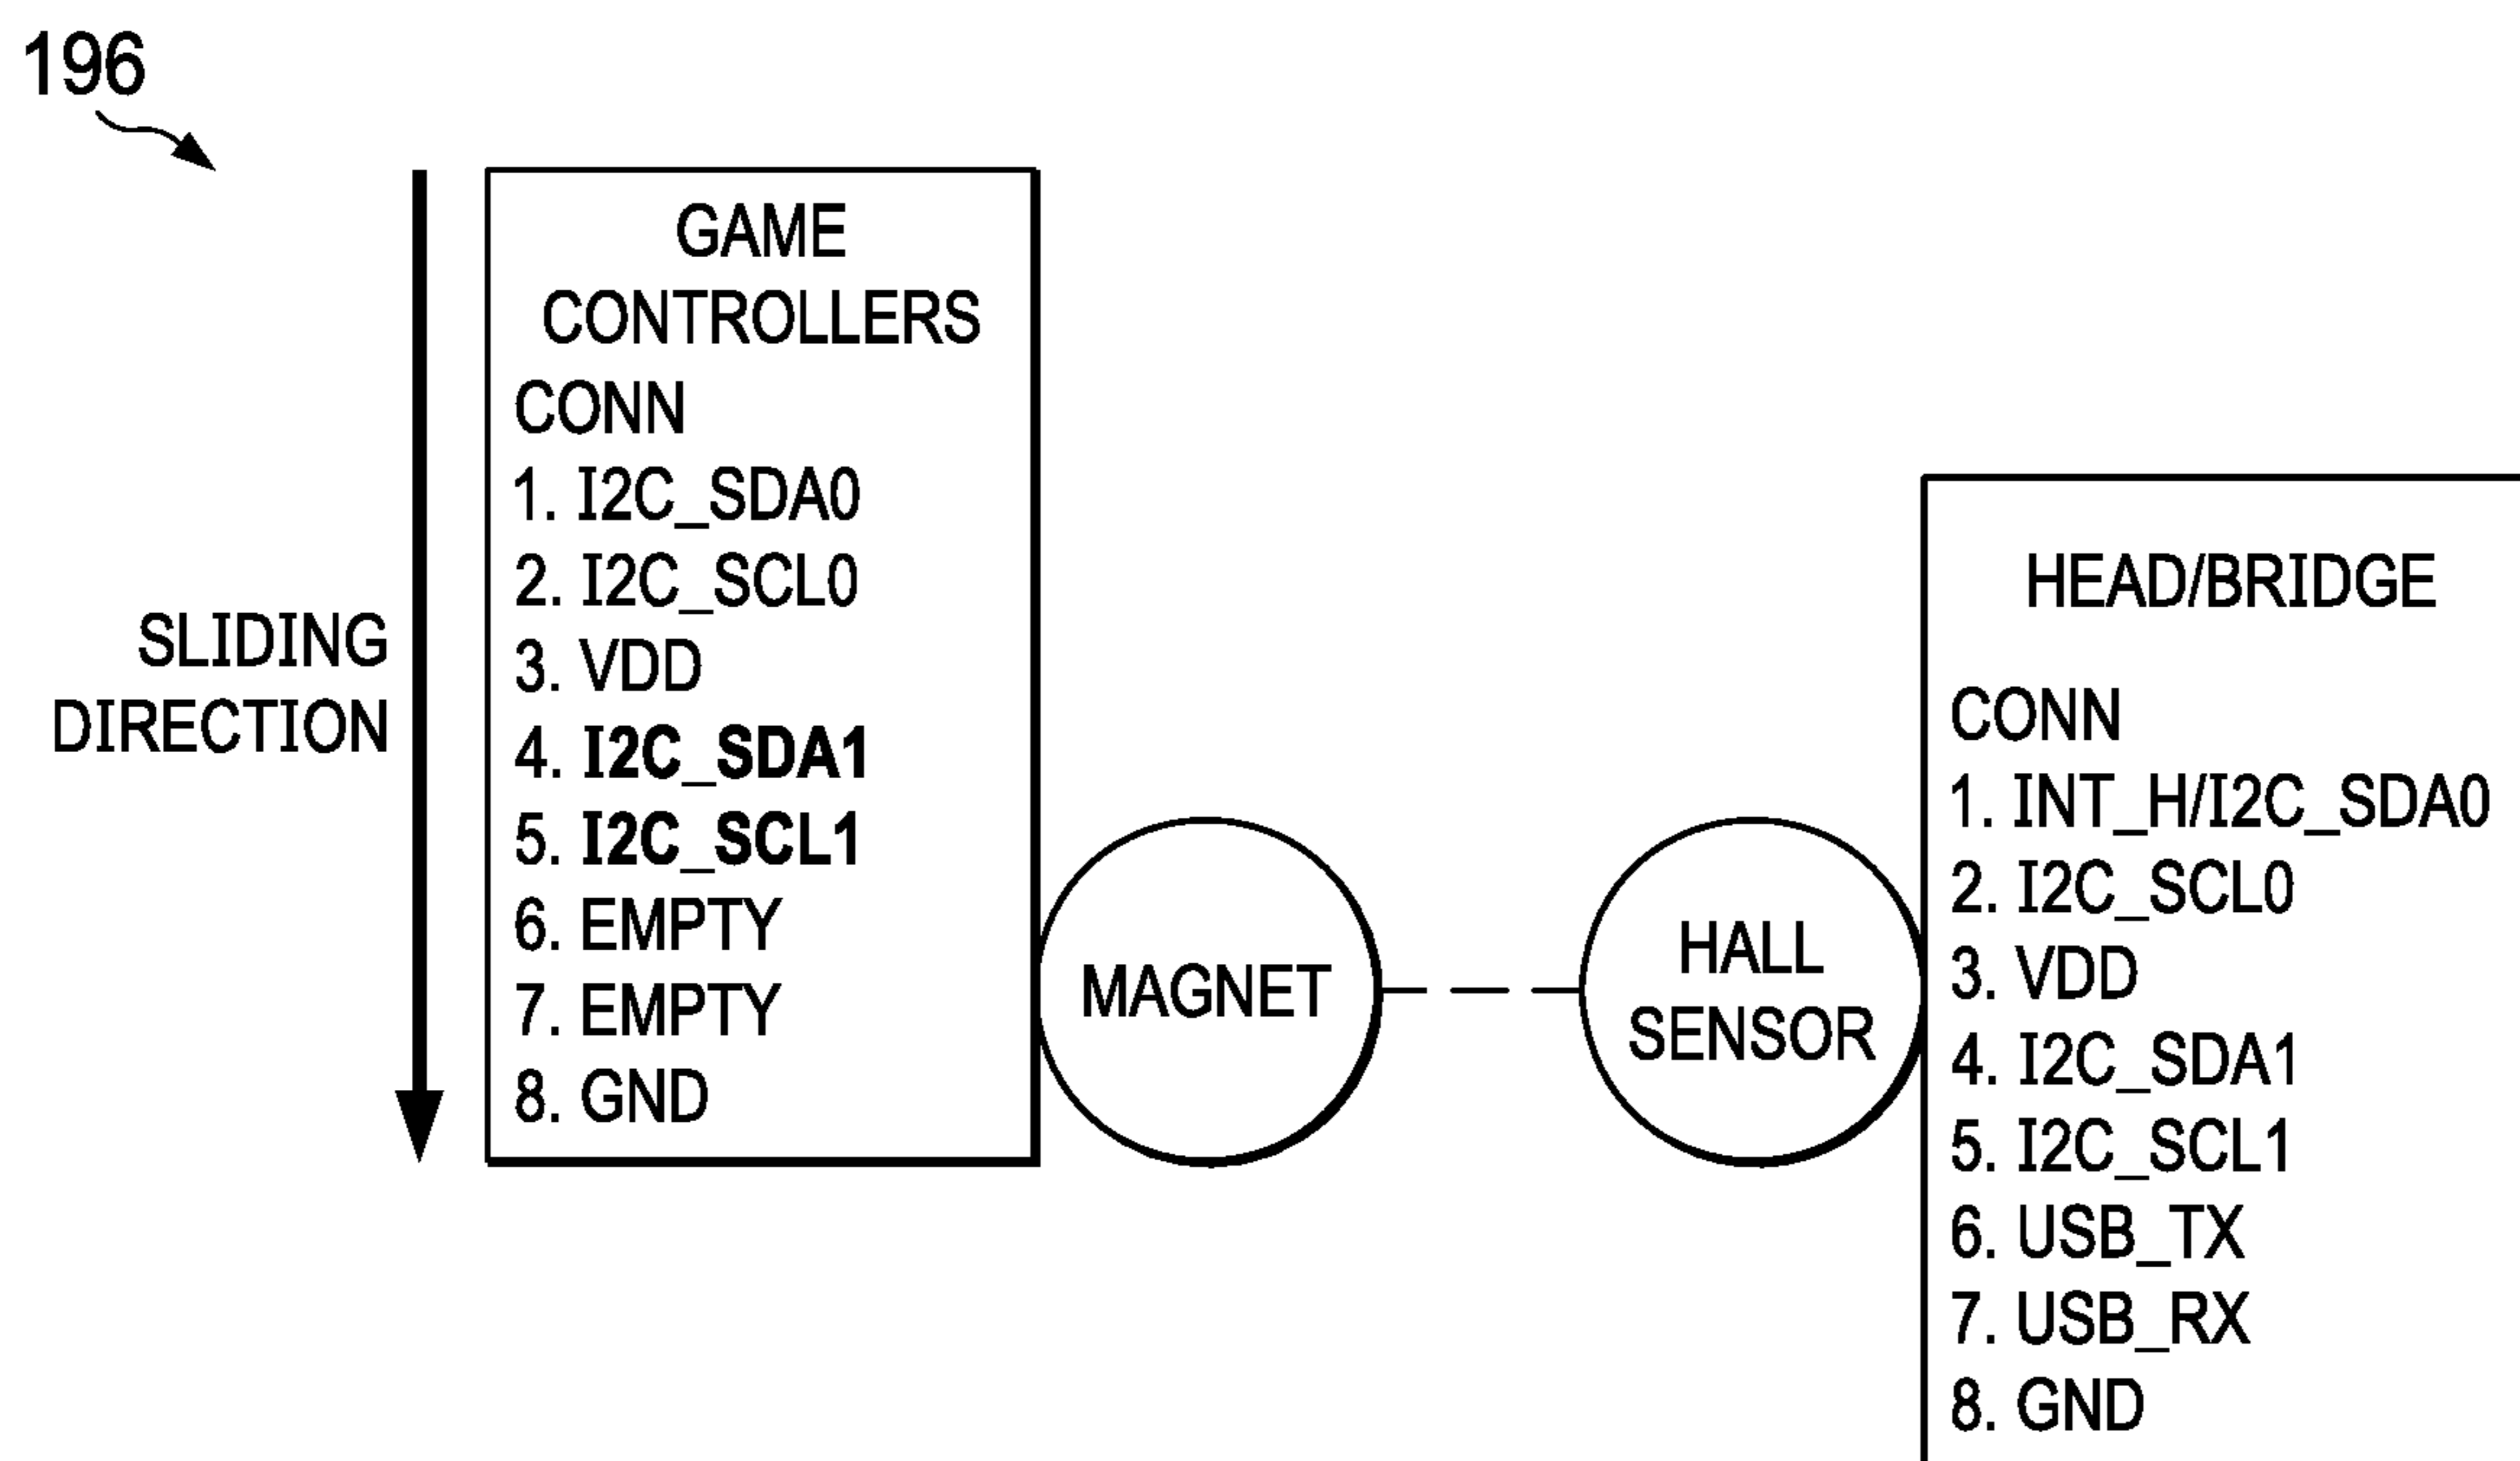 196
SLIDING
DIRECTION
GAME
CONTROLLERS
CONN
1. I2C_SDA0
2. I2C_SCL0
3. VDD
4. I2C_SDA1
5. I2C_SCL1
6. EMPTY
7. EMPTY
8. GND
MAGNET
HALL
SENSOR
HEAD/BRIDGE
CONN
1. INT_H/I2C_SDA0
2. I2C_SCL0
3. VDD
4. I2C_SDA1
5. I2C_SCL1
6. USB_TX
7. USB_RX
8. GND